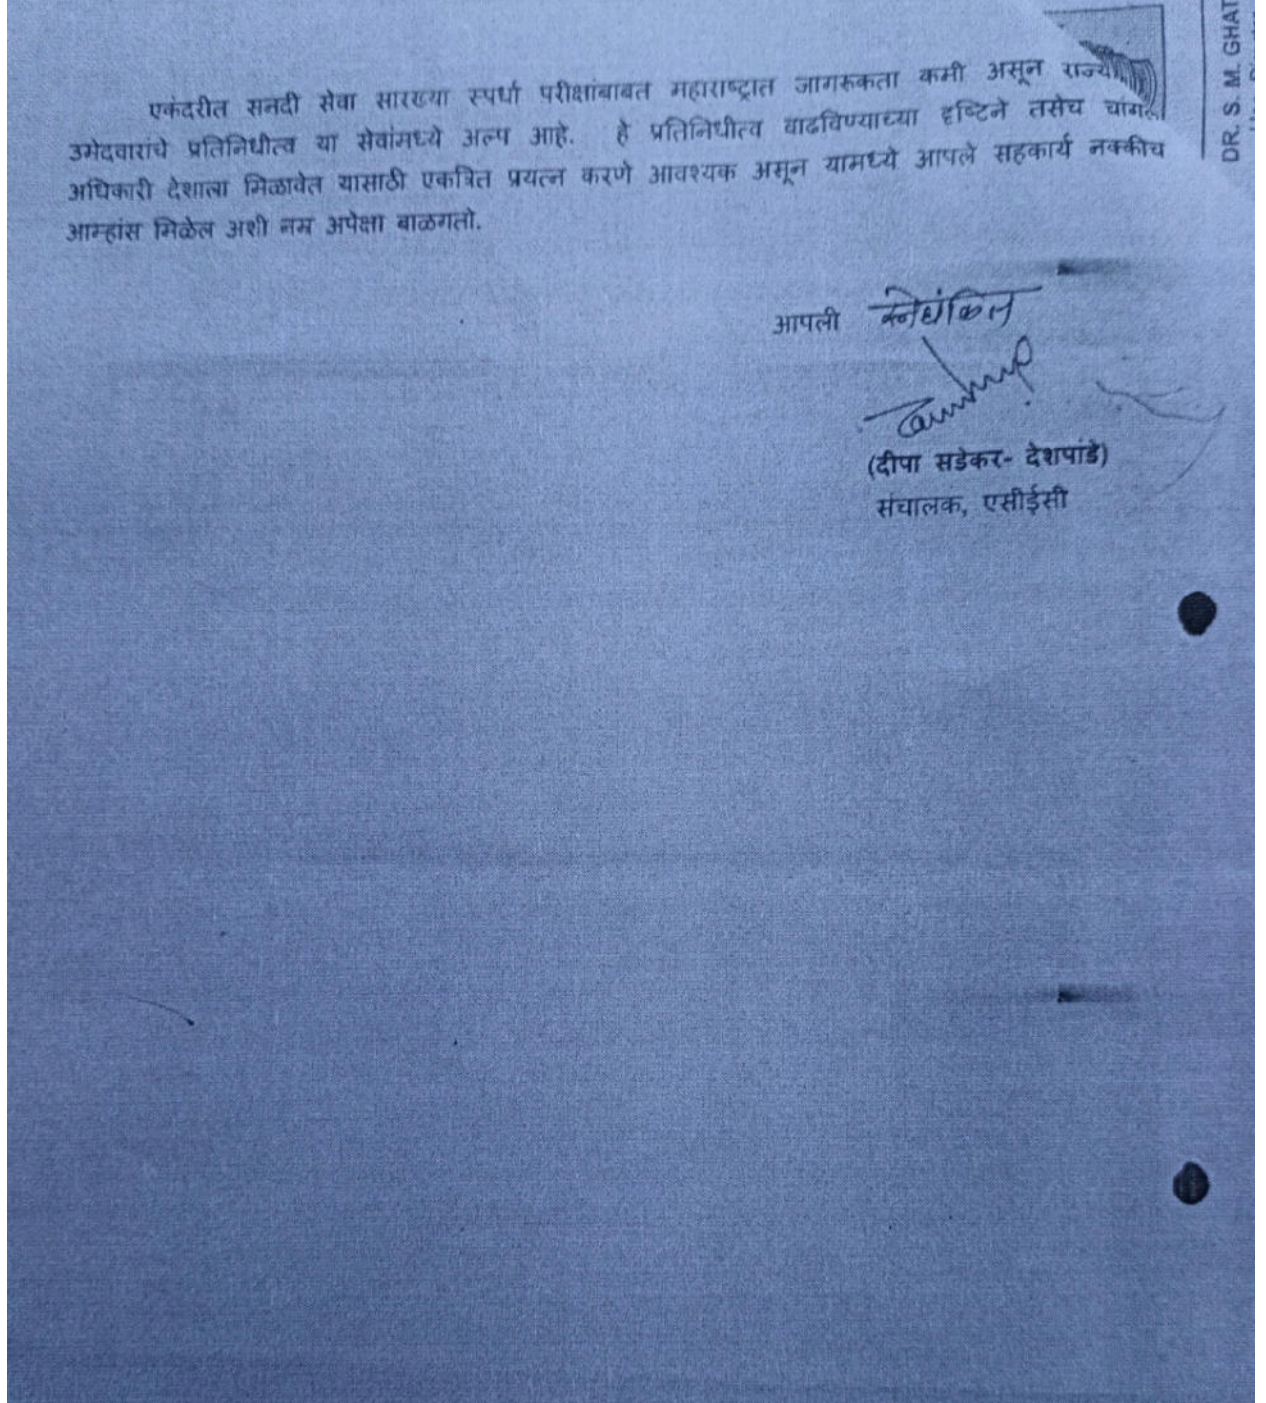 एकंदरीत सनदी सेवा सारख्या स्पर्धा परीक्षांबाबत महाराष्ट्रात जागरूकता कमी असून
उमेदवारांचे प्रतिनिधीत्व या सेवांमध्ये अल्प आहे. हे प्रतिनिधीत्व वाढविण्याच्या दृष्टिने तसेच
अधिकारी देशाला मिळावेत यासाठी एकत्रित प्रयत्न करणे आवश्यक असून यामध्ये आपले सहकार्य नक्कीच
आम्हांस मिळेल अशी नम्र अपेक्षा बाळगतो.
आपली स्नेहांकित
(दीपा सडेकर- देशपांडे)
संचालक, एसीईसी
DR. S. M.